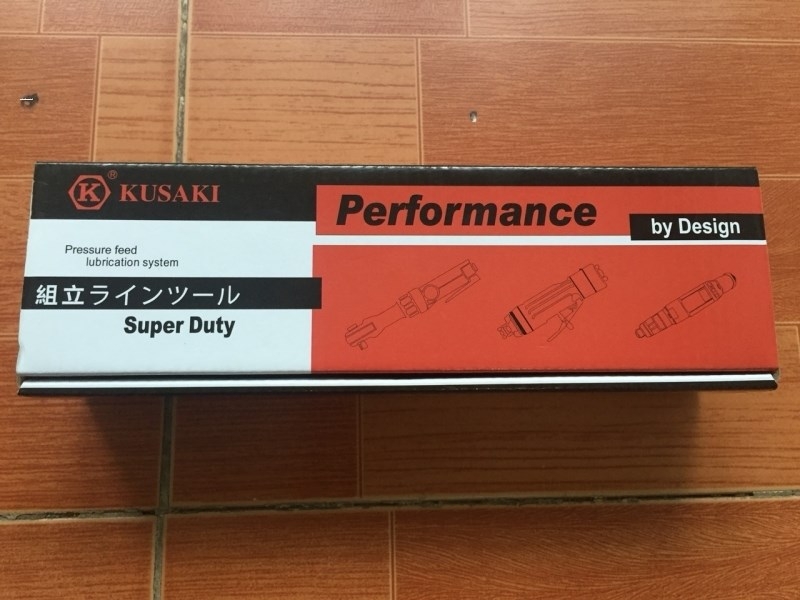 K® KUSAKI
Performance
by Design
Pressure feed
lubrication system
組立ラインツール
Super Duty